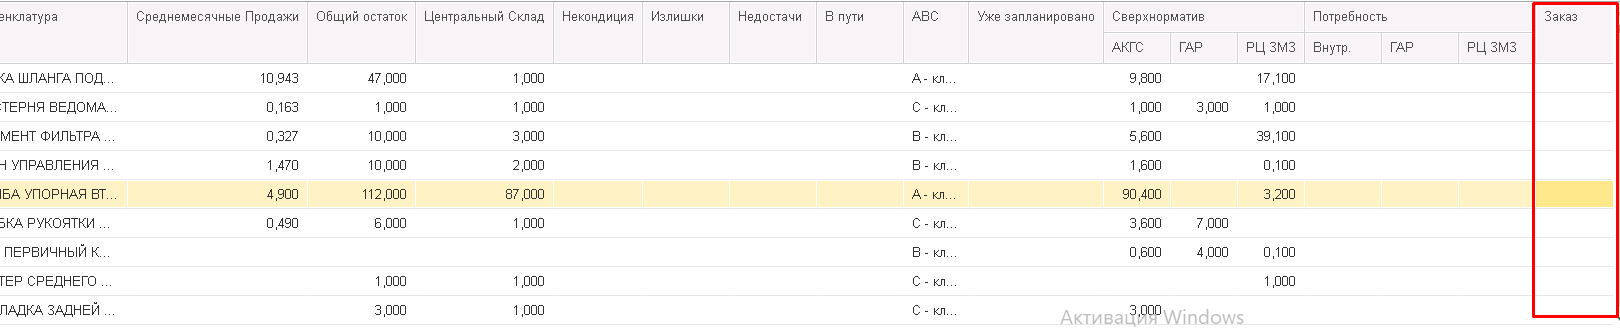 енклатура Среднемесячные Продажи Общий остаток Центральный Склад Некондиция Излишки Недостачи В пути ABC Уже запланировано Сверхнорматив Потребность Заказ
АКГС ГАР РЦ ЗМЗ Внутр. ГАР РЦ ЗМЗ
КА ШЛАНГА ПОД... 10,943 47,000 1,000 А - кл... 9,800 17,100
СТЕРНЯ ВЕДОМА... 0,163 1,000 1,000 С - кл... 1,000 3,000 1,000
МЕНТ ФИЛЬТРА ... 0,327 10,000 3,000 В - кл... 5,600 39,100
Н УПРАВЛЕНИЯ ... 1,470 10,000 2,000 В - кл... 1,600 0,100
ЙБА УПОРНАЯ ВТ... 4,900 112,000 87,000 А - кл... 90,400 3,200
БКА РУКОЯТКИ ... 0,490 6,000 1,000 С - кл... 3,600 7,000
ПЕРВИЧНЫЙ К... В - кл... 0,600 4,000 0,100
ТЕР СРЕДНЕГО ... 1,000 1,000 С - кл... 1,000
ЛАДКА ЗАДНЕЙ ... 3,000 1,000 С - кл... 3,000
Активация Windows